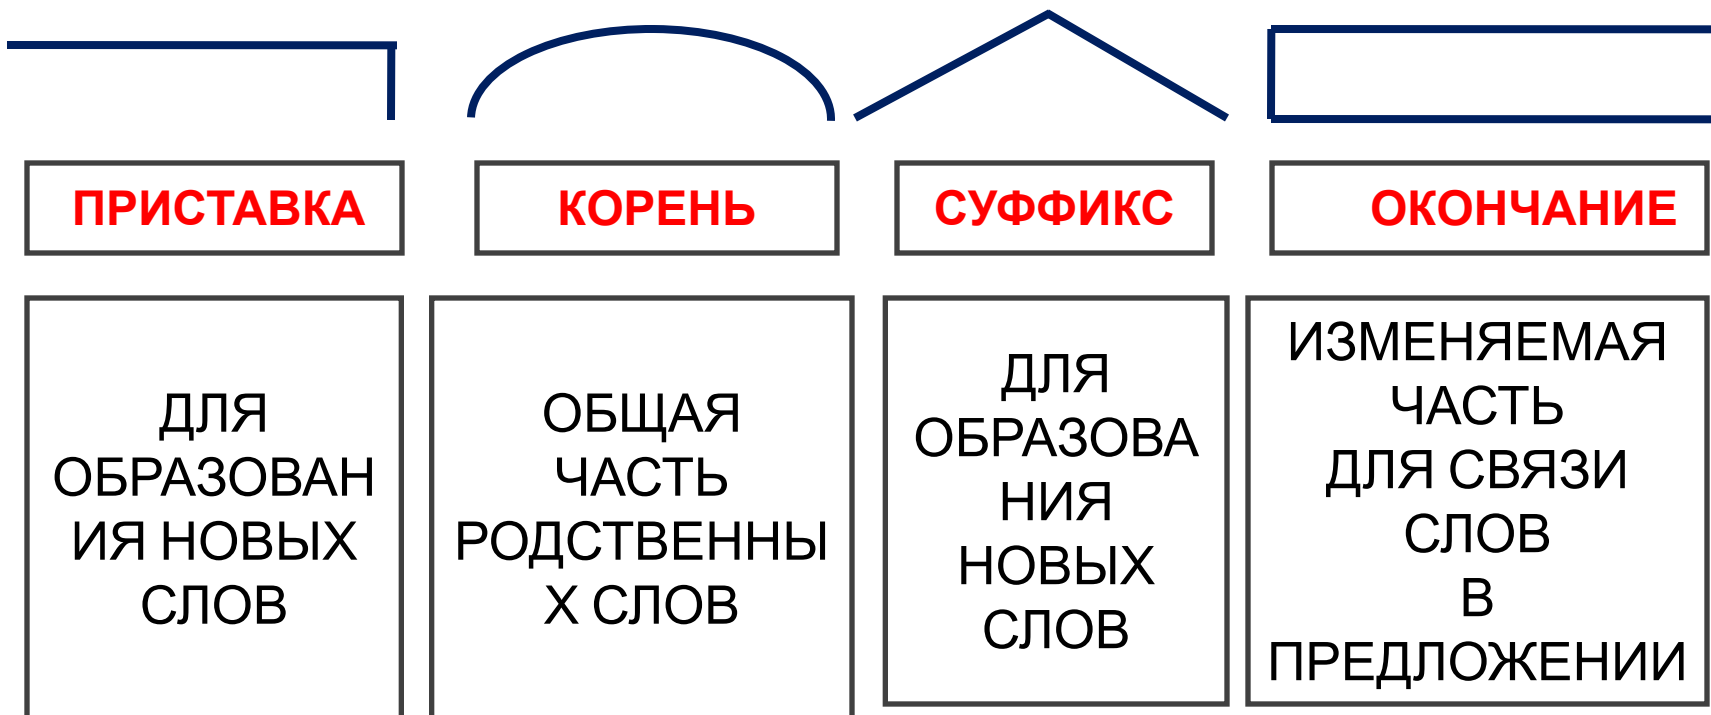 ПРИСТАВКА
КОРЕНЬ
СУФФИКС
ОКОНЧАНИЕ
ДЛЯ
ОБРАЗОВАН
ИЯ НОВЫХ
СЛОВ
ОБЩАЯ
ЧАСТЬ
РОДСТВЕННЫ
Х СЛОВ
ДЛЯ
ОБРАЗОВА
НИЯ
НОВЫХ
СЛОВ
ИЗМЕНЯЕМАЯ
ЧАСТЬ
ДЛЯ СВЯЗИ
СЛОВ
В
ПРЕДЛОЖЕНИИ